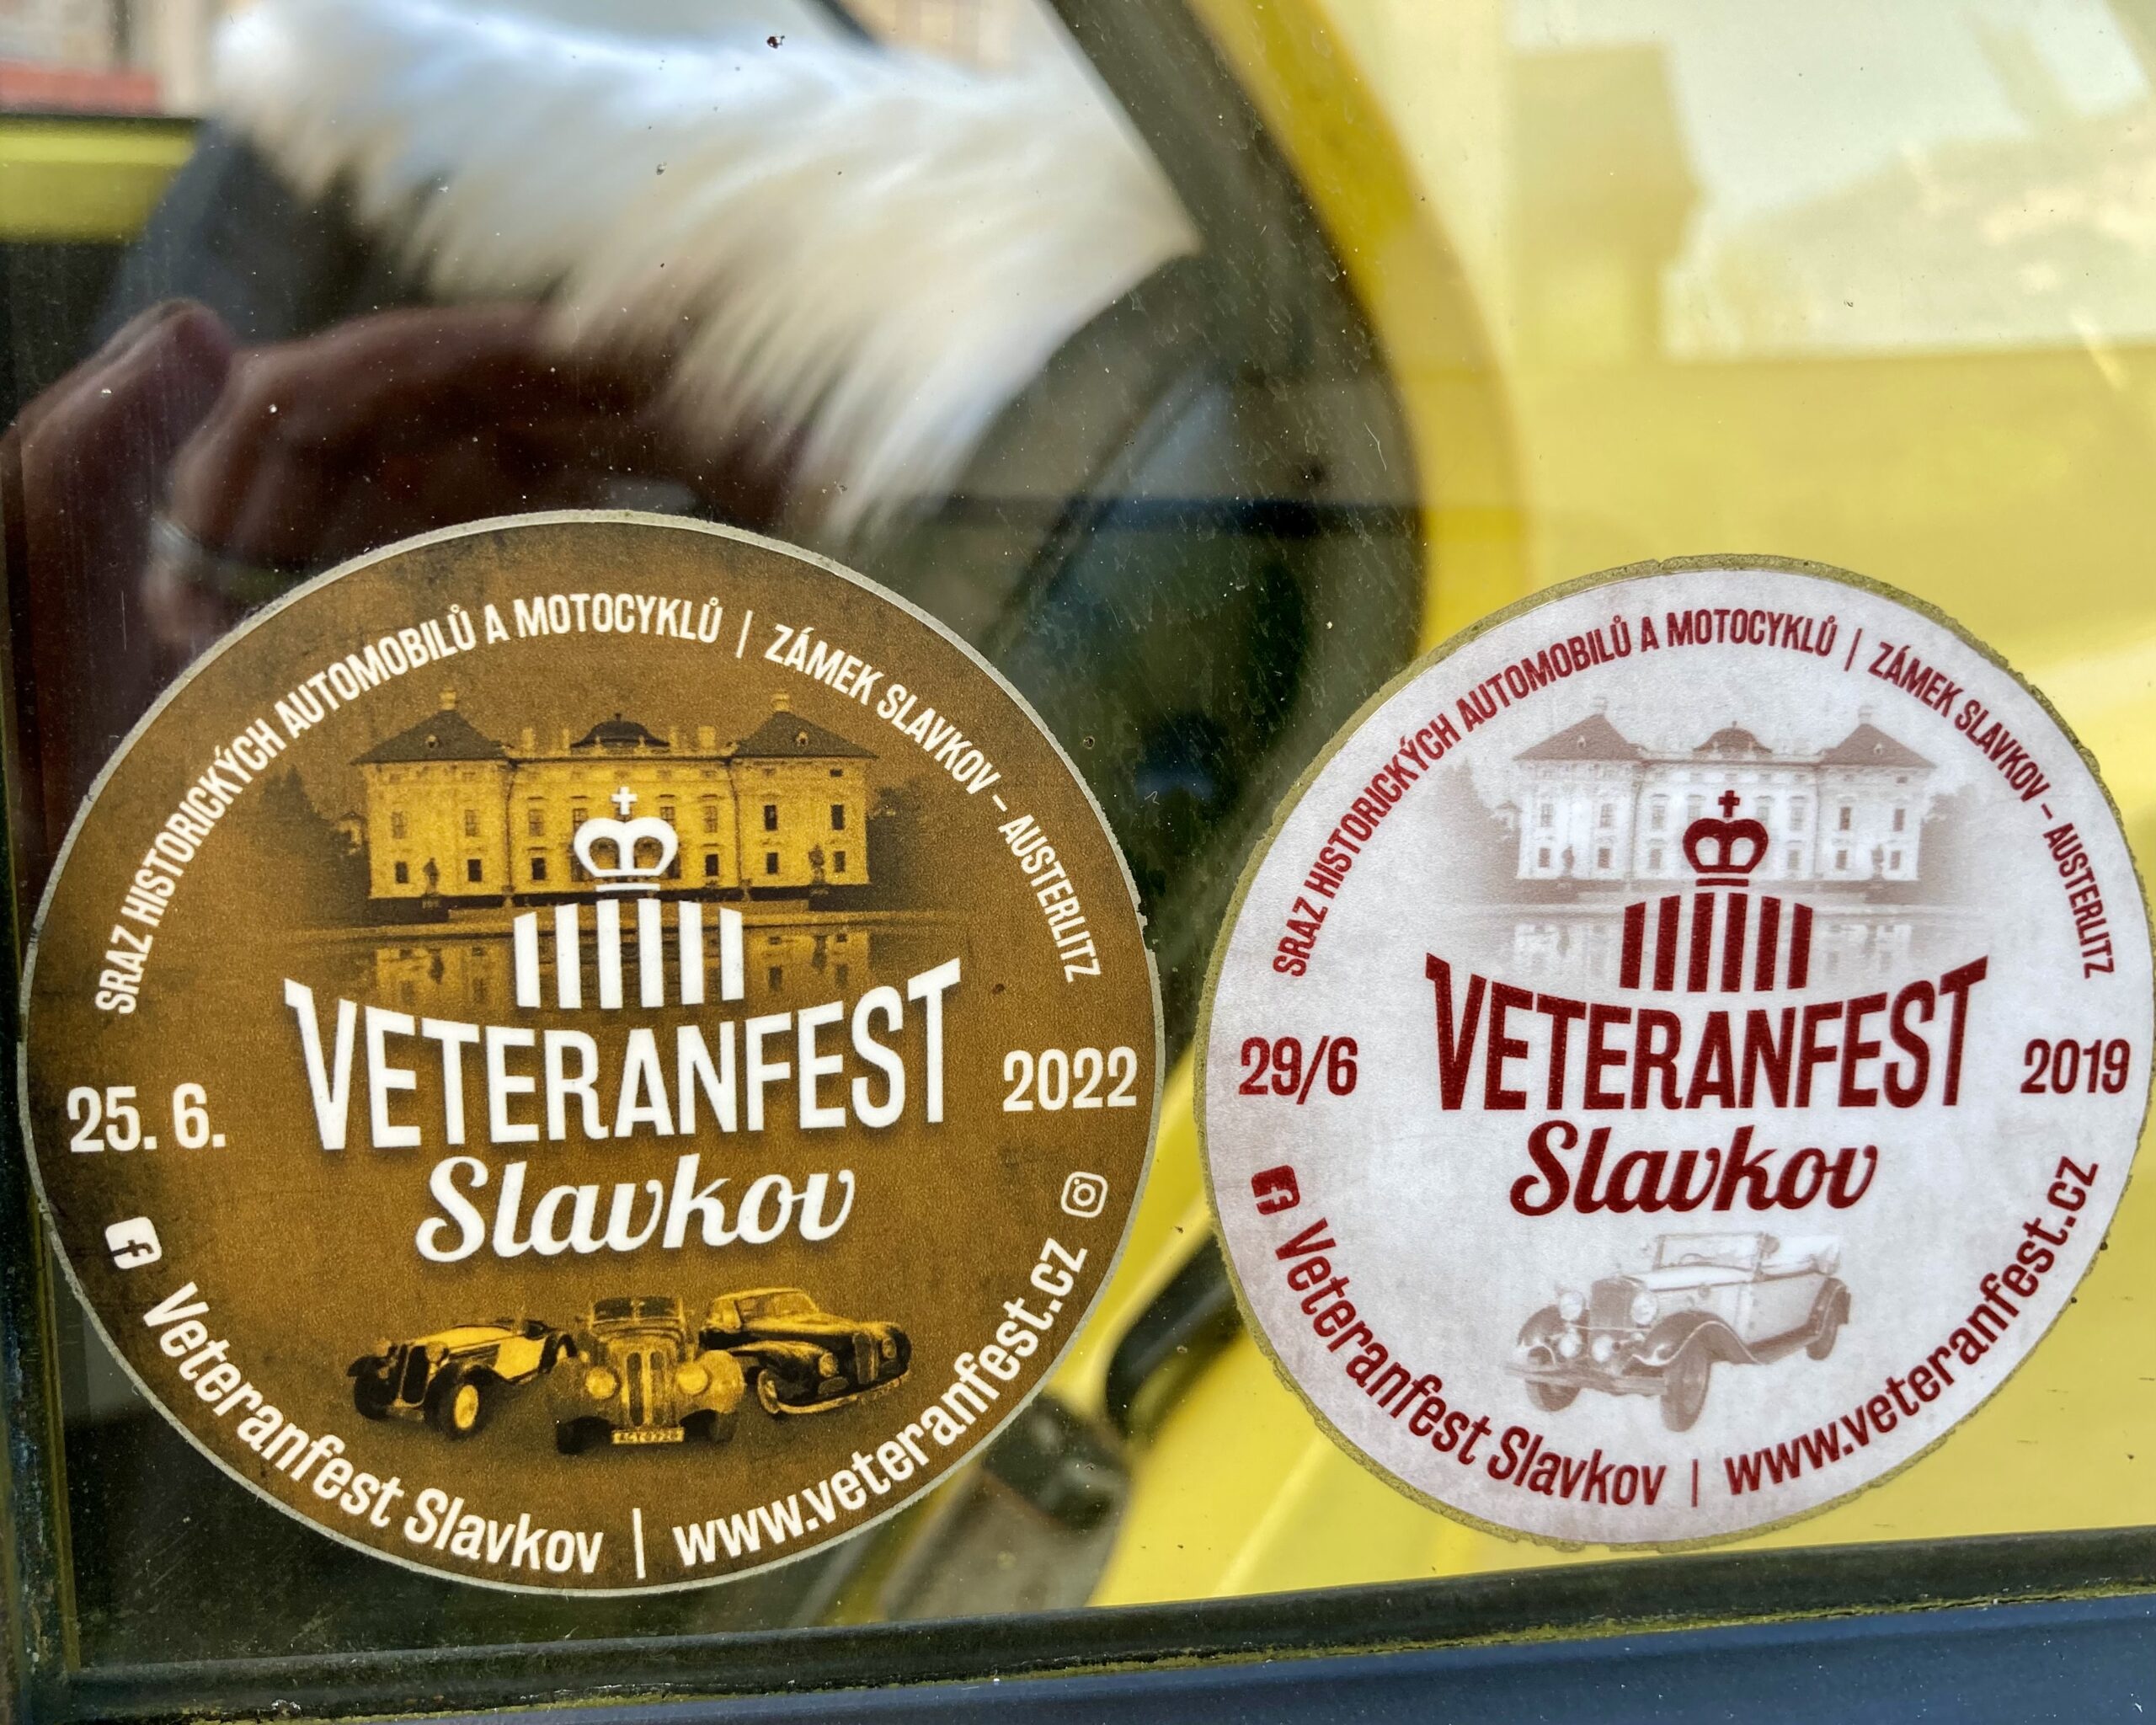 SRAZ HISTORICKÝCH AUTOMOBILŮ A MOTOCYKLŮ | ZÁMEK SLAVKOV – AUSTERLITZ
VETERANFEST
25. 6.
2022
Slavkov
Veteranfest Slavkov | www.veteranfest.cz
SRAZ HISTORICKÝCH AUTOMOBILŮ A MOTOCYKLŮ | ZÁMEK SLAVKOV – AUSTERLITZ
VETERANFEST
29/6
2019
Slavkov
Veteranfest Slavkov | www.veteranfest.cz